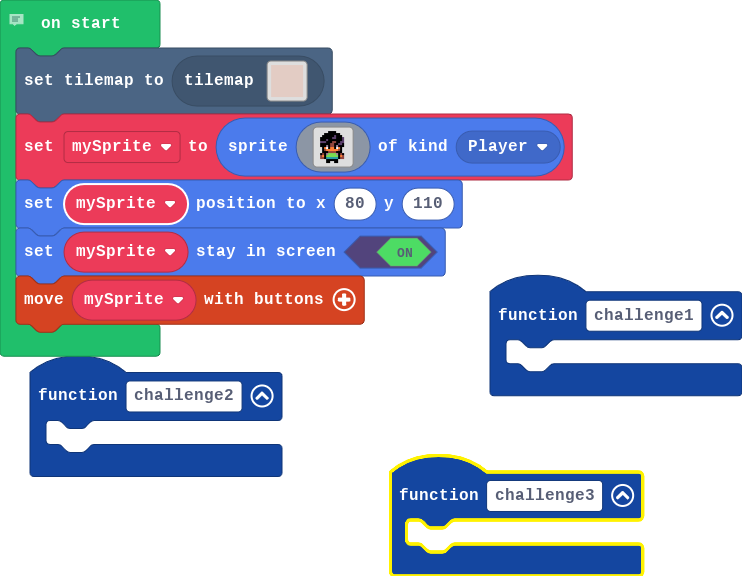 on start
set tilemap to tilemap
set mySprite to sprite of kind Player
set mySprite position to x 80 y 110
set mySprite stay in screen ON
move mySprite with buttons
function challenge1
function challenge2
function challenge3